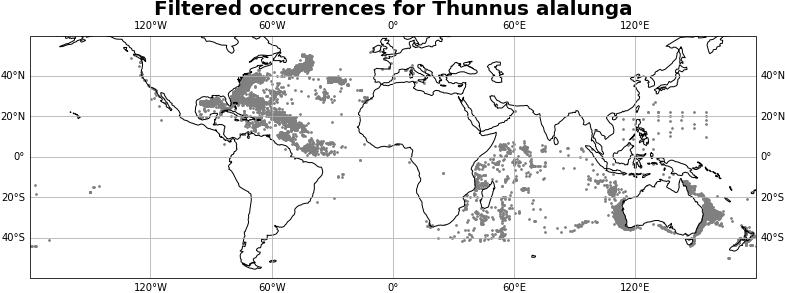 Filtered occurrences for Thunnus alalunga
120°W 60°W 0° 60°E 120°E
40°N 40°N
20°N 20°N
0° 0°
20°S 20°S
40°S 40°S
120°W 60°W 0° 60°E 120°E